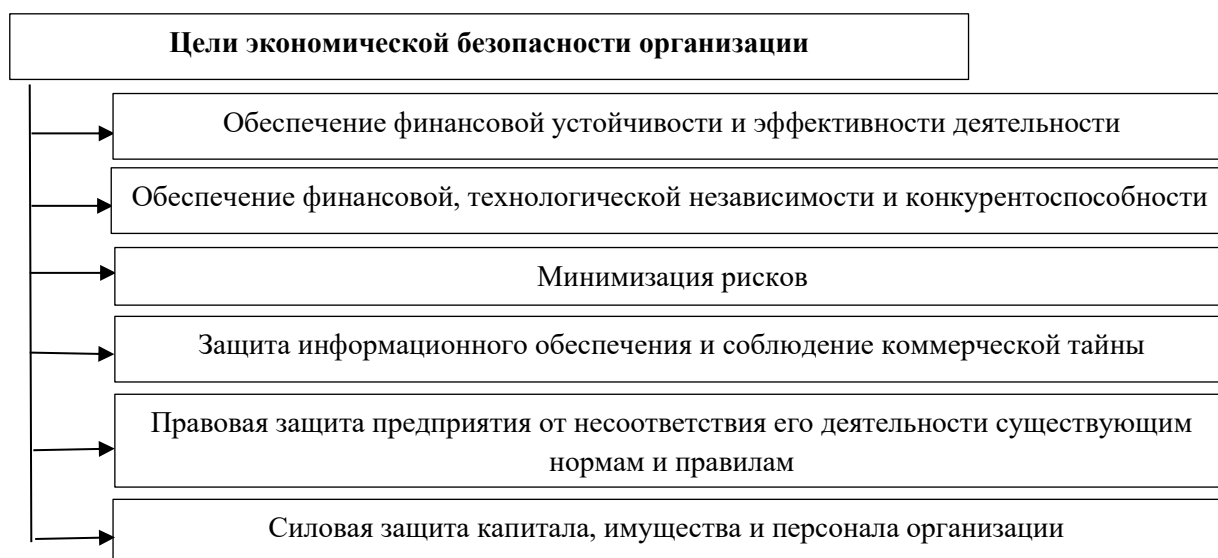 Цели экономической безопасности организации
Обеспечение финансовой устойчивости и эффективности деятельности
Обеспечение финансовой, технологической независимости и конкурентоспособности
Минимизация рисков
Защита информационного обеспечения и соблюдение коммерческой тайны
Правовая защита предприятия от несоответствия его деятельности существующим
нормам и правилам
Силовая защита капитала, имущества и персонала организации